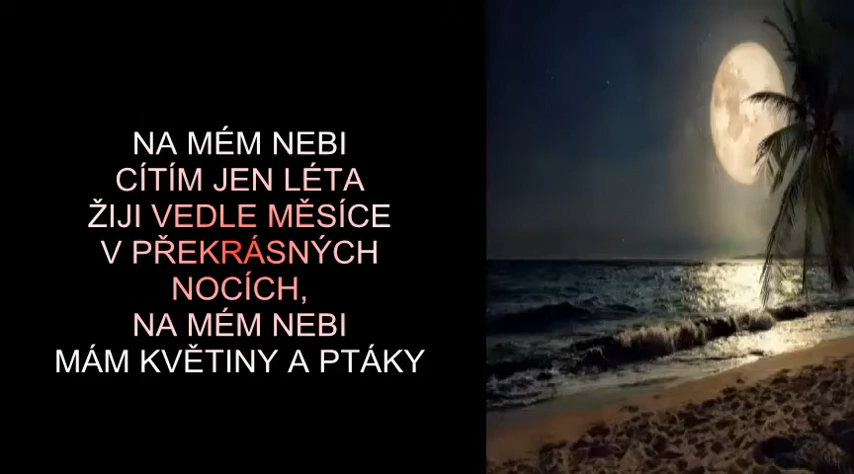 NA MÉM NEBI
CÍTÍM JEN LÉTA
ŽIJI VEDLE MĚSÍCE
V PŘEKRÁSNÝCH
NOCÍCH,
NA MÉM NEBI
MÁM KVĚTINY A PTÁKY